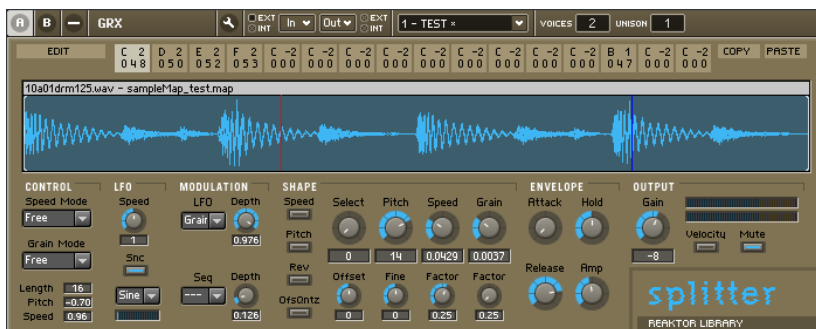 A B GRX EXT INT In Out EXT INT 1 - TEST × VOICES 2 UNISON 1
EDIT C 2 D 2 E 2 F 2 C -2 C -2 C -2 C -2 C -2 C -2 C -2 C -2 B 1 C -2 C -2 COPY PASTE
048 050 052 053 000 000 000 000 000 000 000 000 047 000 000
10a01drm125.wav - sampleMap_test.map
CONTROL LFO MODULATION SHAPE ENVELOPE OUTPUT
Speed Mode Speed LFO Depth Speed Select Pitch Speed Grain Attack Hold Gain
Free Grain
Pitch Velocity Mute
1 0.976 0 14 0.0429 0.0037 -8
Grain Mode
Free Snc Rev
Seq Depth Offset Fine Factor Factor Release Amp
Length 16 Sine --- OfsQntz
Pitch -0.70
Speed 0.96 0.126 0 0 0.25 0.25
splitter
REAKTOR LIBRARY